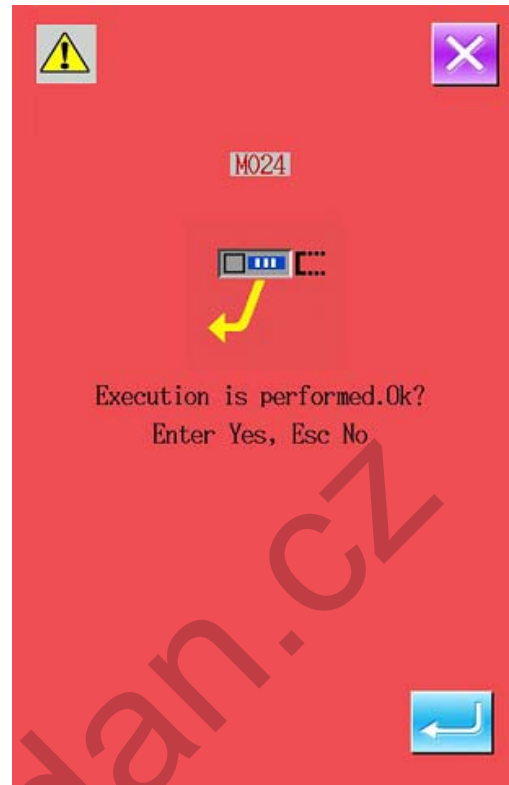 M024
Execution is performed.Ok?
Enter Yes, Esc No
dan.cz